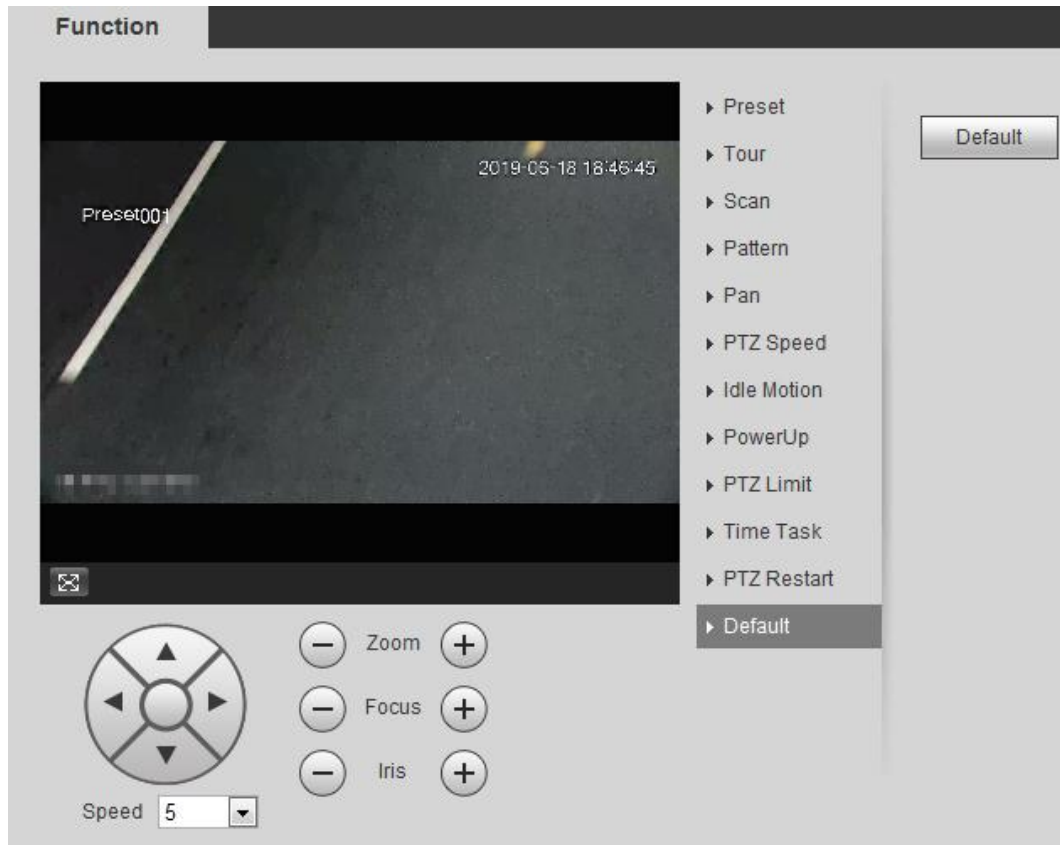 Function
2019-06-18 18:46:45
Preset001
Preset
Tour
Scan
Pattern
Pan
PTZ Speed
Idle Motion
PowerUp
PTZ Limit
Time Task
PTZ Restart
Default
Default
Zoom
Focus
Iris
Speed 5